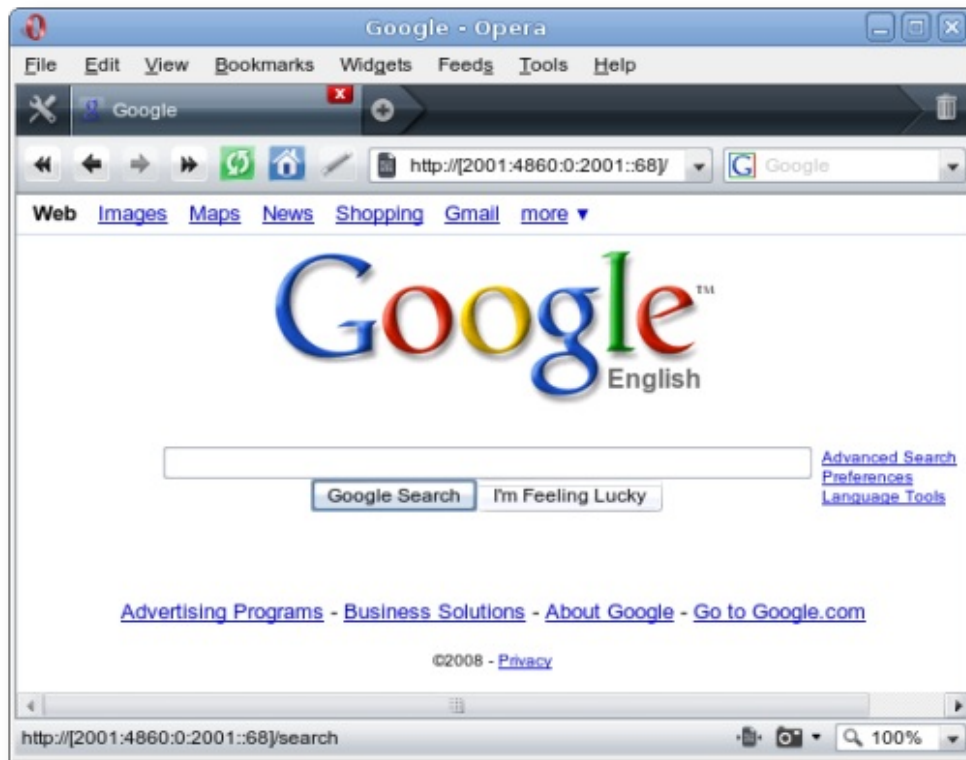 Google - Opera
File Edit View Bookmarks Widgets Feeds Tools Help
Google
http://[2001:4860:0:2001::68]/ Google
Web Images Maps News Shopping Gmail more ▼
Google™
English
Advanced Search
Preferences
Language Tools
Google Search I'm Feeling Lucky
Advertising Programs - Business Solutions - About Google - Go to Google.com
©2008 - Privacy
http://[2001:4860:0:2001::68]/search 100%